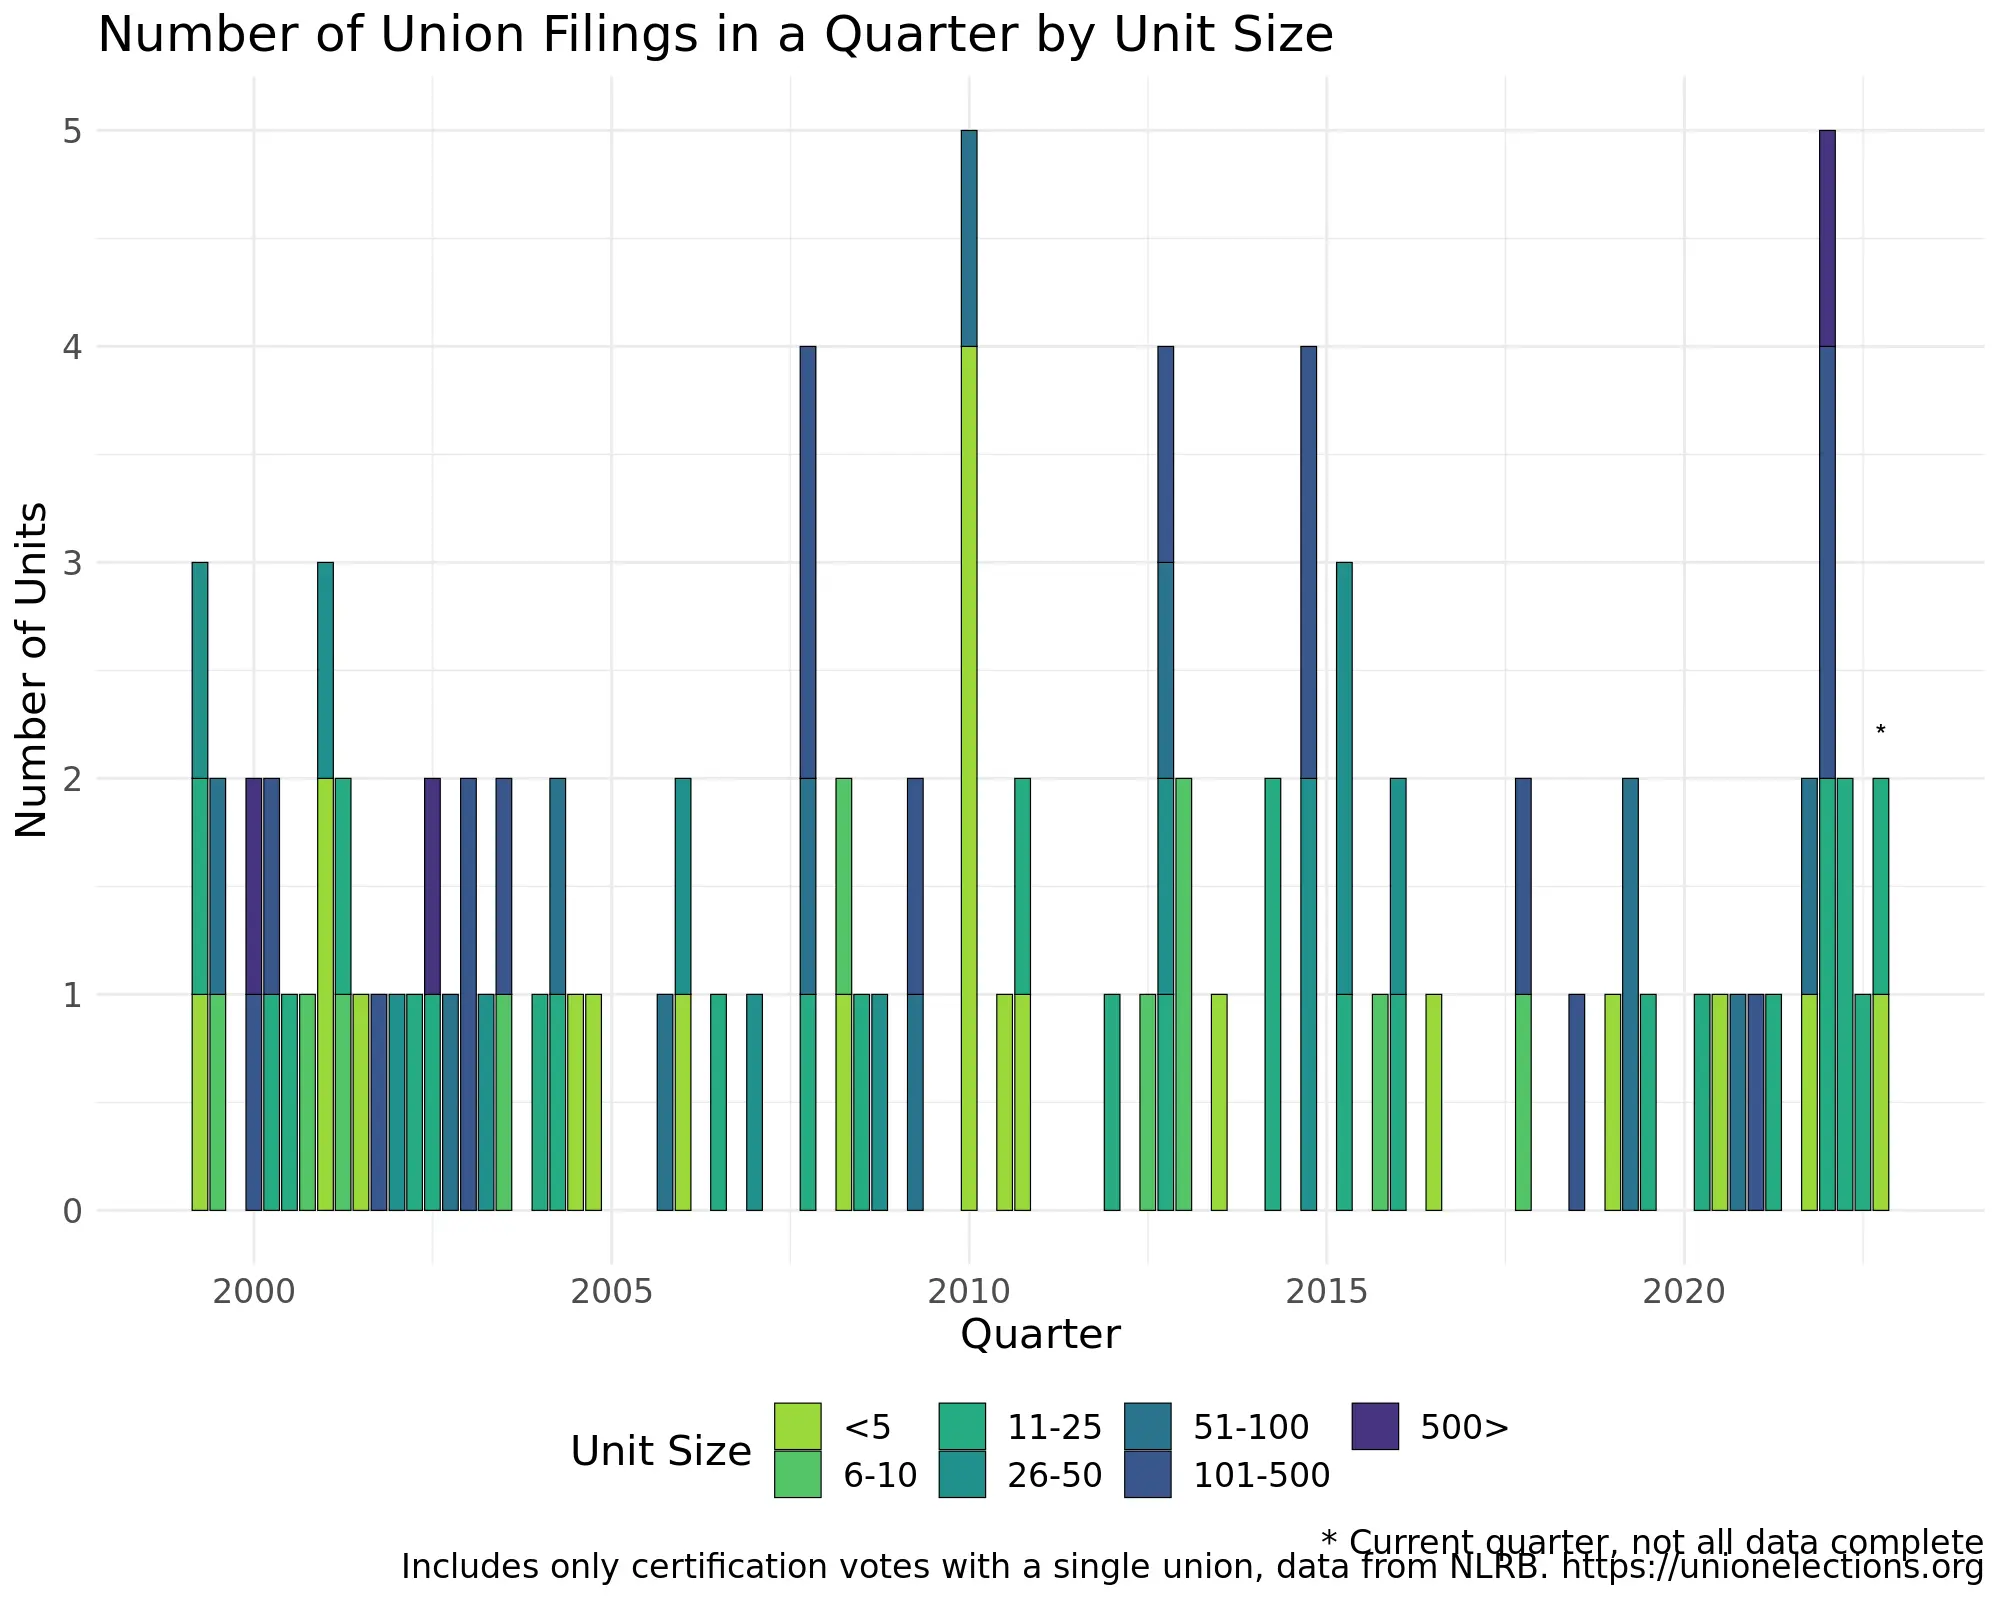 Number of Union Filings in a Quarter by Unit Size
Number of Units
5
4
3
2
1
0
*
2000 2005 2010 2015 2020
Quarter
Unit Size
<5 11-25 51-100 500>
6-10 26-50 101-500
* Current quarter, not all data complete
Includes only certification votes with a single union, data from NLRB. https://unionelections.org